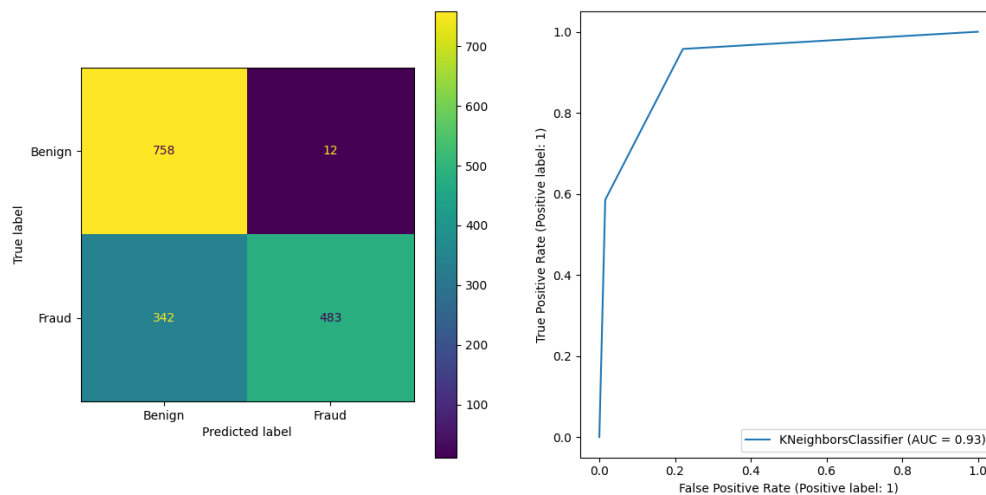 700
600
500
400
300
200
100
Benign
758
12
Fraud
342
483
Benign
Fraud
True label
Predicted label
1.0
0.8
0.6
0.4
0.2
0.0
True Positive Rate (Positive label: 1)
KNeighborsClassifier (AUC = 0.93)
0.0
0.2
0.4
0.6
0.8
1.0
False Positive Rate (Positive label: 1)